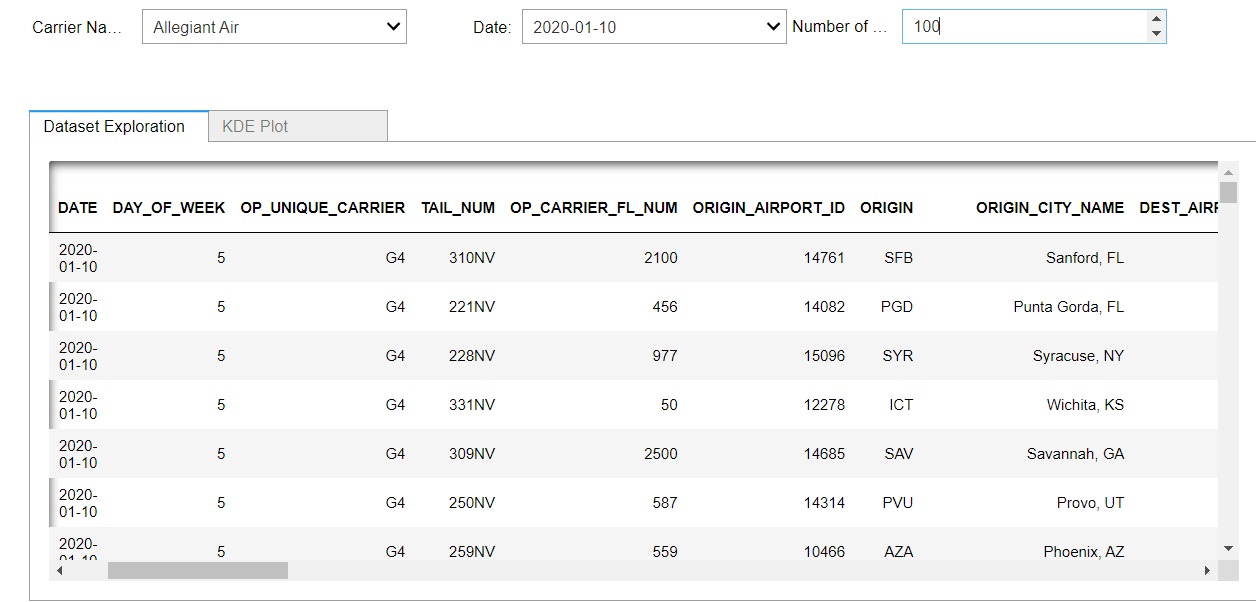 Carrier Na… Allegiant Air Date: 2020-01-10 Number of … 100
Dataset Exploration KDE Plot
DATE DAY_OF_WEEK OP_UNIQUE_CARRIER TAIL_NUM OP_CARRIER_FL_NUM ORIGIN_AIRPORT_ID ORIGIN ORIGIN_CITY_NAME DEST_AIRP
2020-
01-10 5 G4 310NV 2100 14761 SFB Sanford, FL
2020-
01-10 5 G4 221NV 456 14082 PGD Punta Gorda, FL
2020-
01-10 5 G4 228NV 977 15096 SYR Syracuse, NY
2020-
01-10 5 G4 331NV 50 12278 ICT Wichita, KS
2020-
01-10 5 G4 309NV 2500 14685 SAV Savannah, GA
2020-
01-10 5 G4 250NV 587 14314 PVU Provo, UT
2020-
01-10 5 G4 259NV 559 10466 AZA Phoenix, AZ